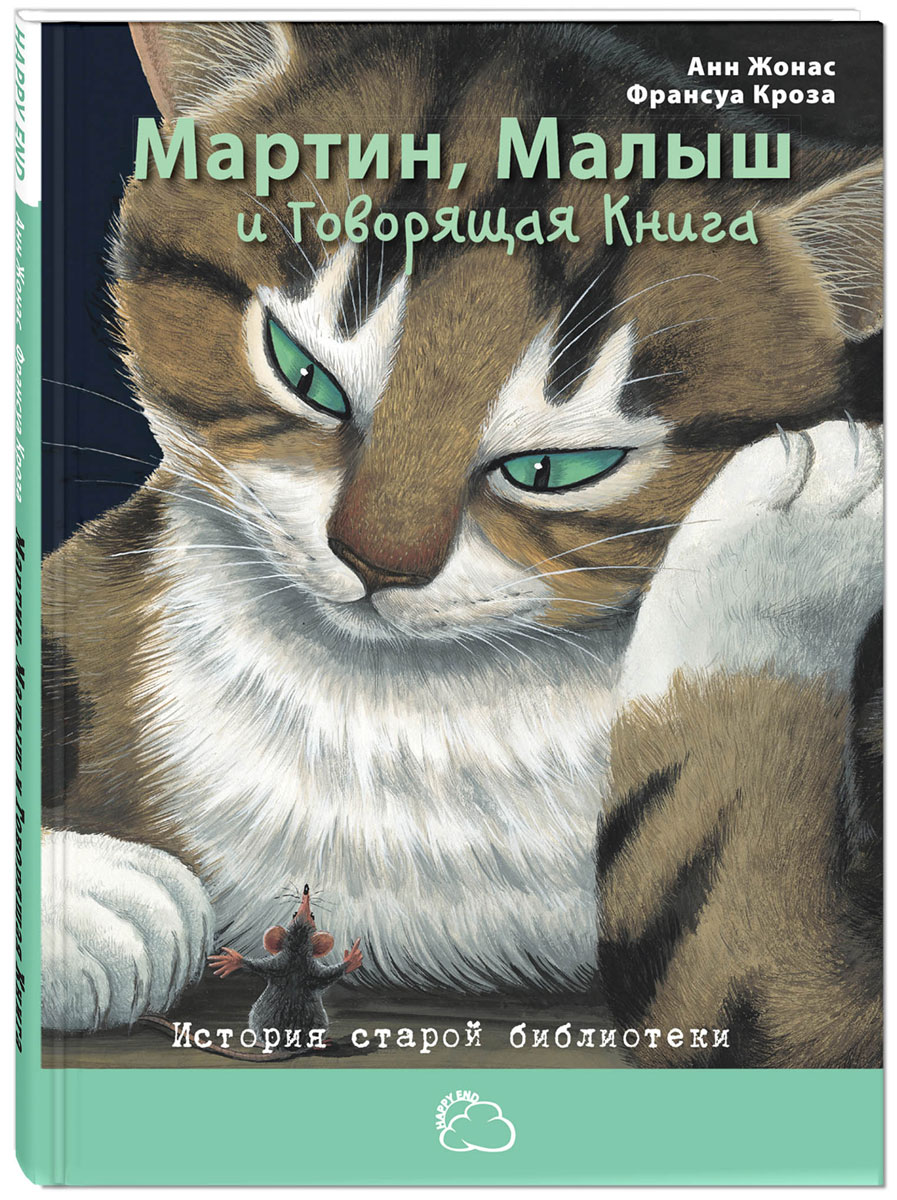 Анн Жонас
Франсуа Кроза
Мартин, Малыш
и Говорящая Книга
История старой библиотеки
HAPPY END
HAPPY END
Анн Жонас Франсуа Кроза Мартин, Малыш и Говорящая Книга